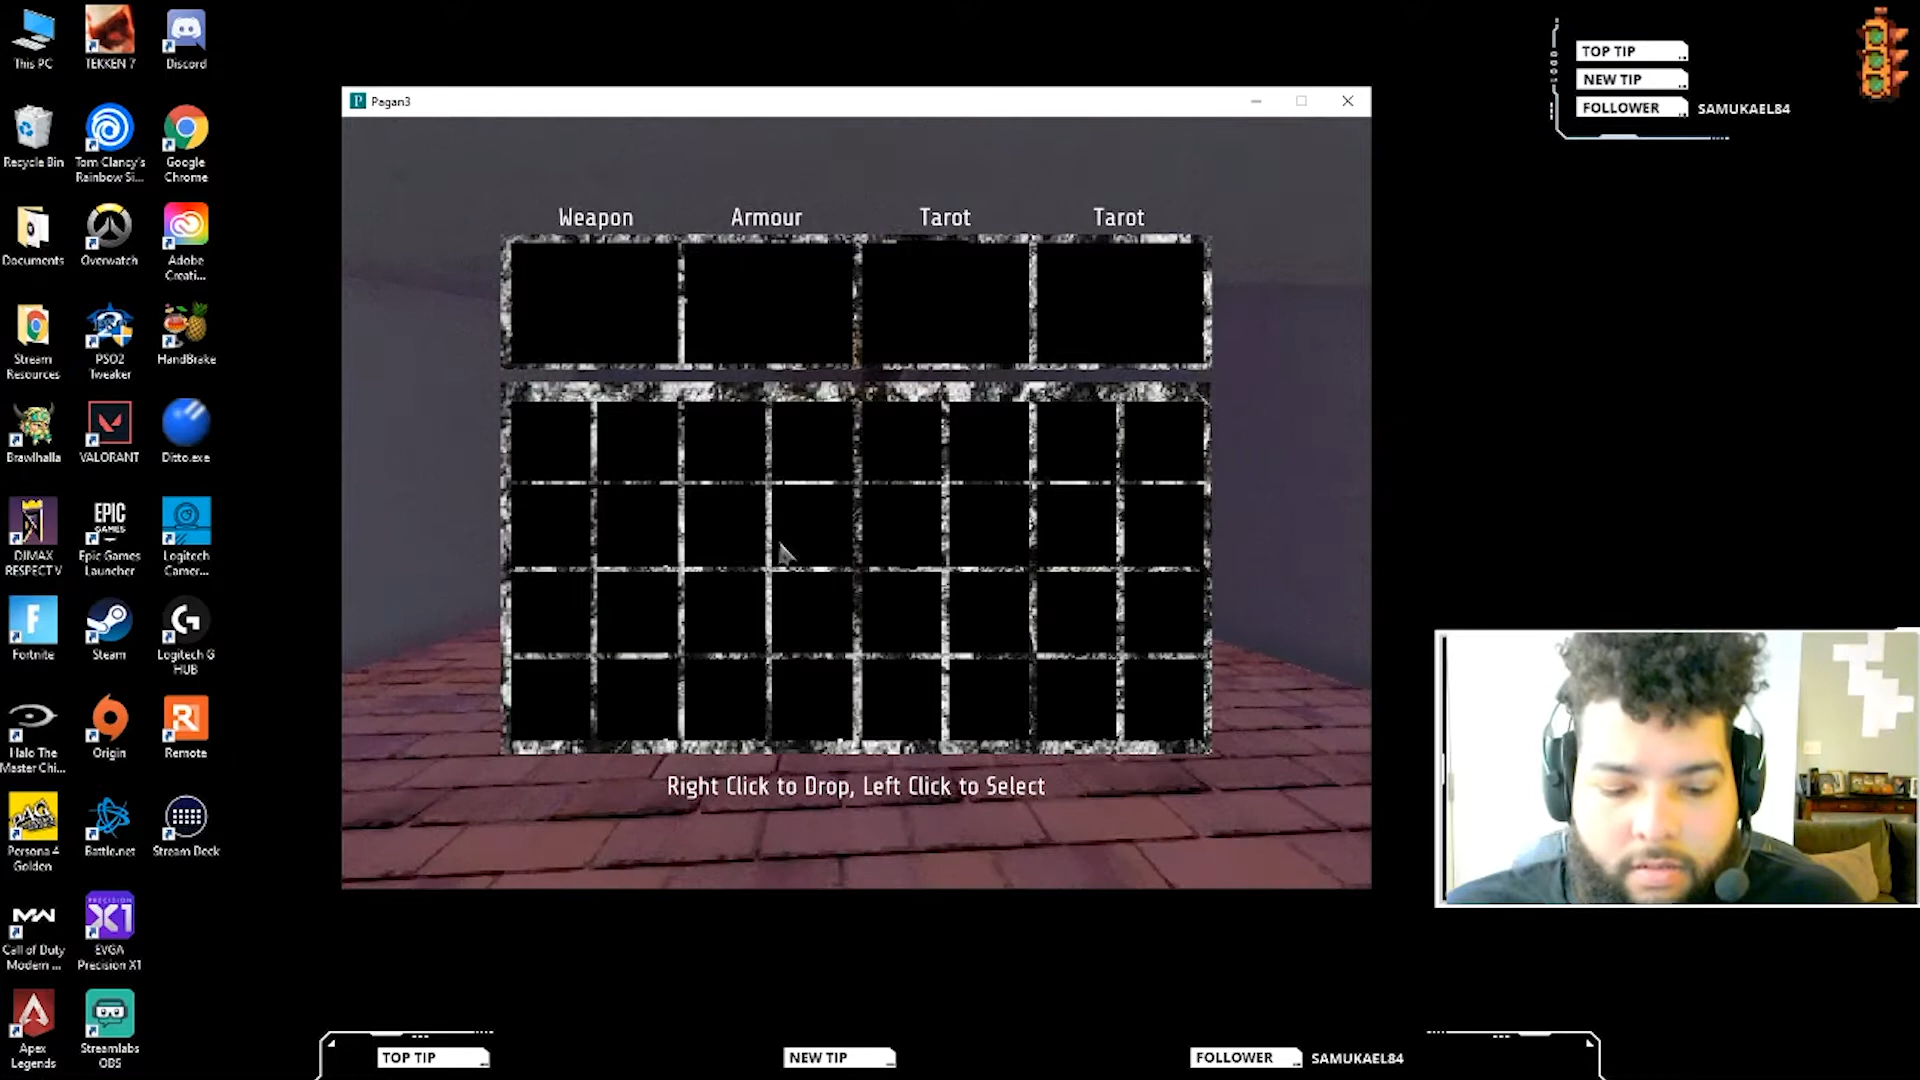 This PC
TEKKEN 7
Discord
Recycle Bin
Tom Clancy's
Rainbow Si...
Google
Chrome
Documents
Overwatch
Adobe
Creati...
Stream
Resources
PSO2
Tweaker
HandBrake
Brawlhalla
VALORANT
Ditto.exe
DJMAX
RESPECT V
EPIC
GAMES
Epic Games
Launcher
Logitech
Camer...
Fortnite
Steam
Logitech G
HUB
Halo The
Master Chi...
Origin
Remote
Persona 4
Golden
Battle.net
Stream Deck
Call of Duty
Modern ...
PRECISION
X1
EVGA
Precision X1
Apex
Legends
Streamlabs
OBS
Pagan3
Weapon Armour Tarot Tarot
Right Click to Drop, Left Click to Select
TOP TIP
NEW TIP
FOLLOWER SAMUKAEL84
TOP TIP NEW TIP FOLLOWER SAMUKAEL84